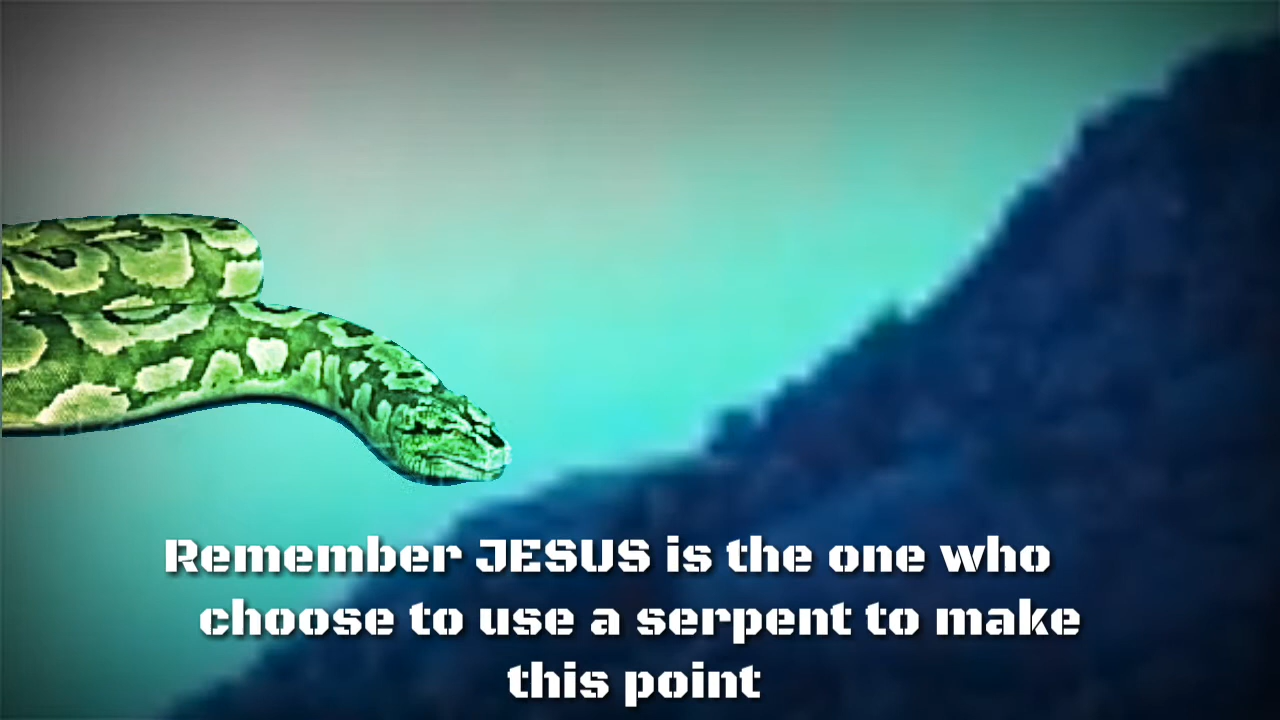 Remember JESUS is the one who
choose to use a serpent to make
this point